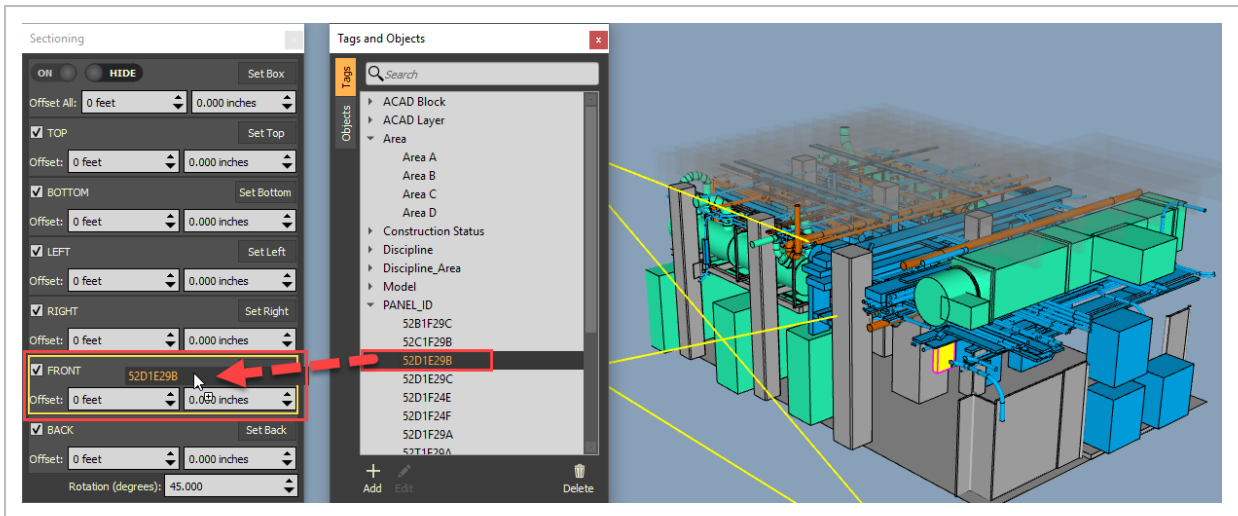 Sectioning
ON HIDE Set Box
Offset All: 0 feet 0.000 inches
TOP Set Top
Offset: 0 feet 0.000 inches
BOTTOM Set Bottom
Offset: 0 feet 0.000 inches
LEFT Set Left
Offset: 0 feet 0.000 inches
RIGHT Set Right
Offset: 0 feet 0.000 inches
FRONT 52D1E29B
Offset: 0 feet 0.000 inches
BACK Set Back
Offset: 0 feet 0.000 inches
Rotation (degrees): 45.000
Tags and Objects
x
Tags
Objects
Search
ACAD Block
ACAD Layer
Area
Area A
Area B
Area C
Area D
Construction Status
Discipline
Discipline_Area
Model
PANEL_ID
52B1F29C
52C1F29B
52D1E29B
52D1E29C
52D1F24E
52D1F24F
52D1F29A
52T1F29A
Add Edit Delete